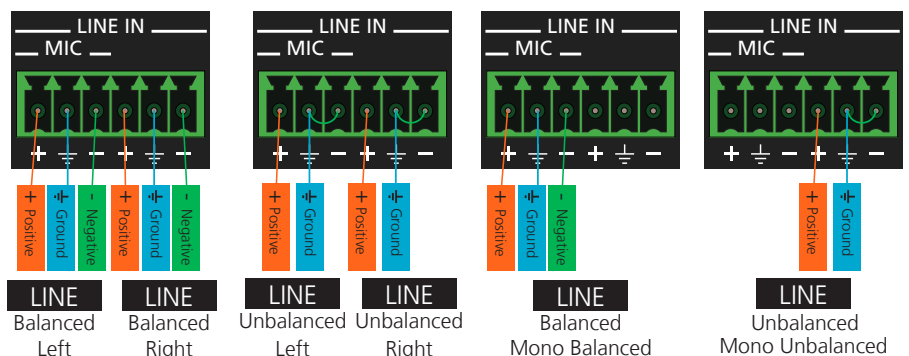 LINE IN
MIC
+ ⏚ − + ⏚ −
+ Positive
⏚ Ground
- Negative
+ Positive
⏚ Ground
- Negative
LINE
Balanced
Left
LINE
Balanced
Right
LINE IN
MIC
+ ⏚ − + ⏚ −
+ Positive
⏚ Ground
+ Positive
⏚ Ground
LINE
Unbalanced
Left
LINE
Unbalanced
Right
LINE IN
MIC
+ ⏚ − + ⏚ −
+ Positive
⏚ Ground
- Negative
LINE
Balanced
Mono Balanced
LINE IN
MIC
+ ⏚ − + ⏚ −
+ Positive
⏚ Ground
LINE
Unbalanced
Mono Unbalanced